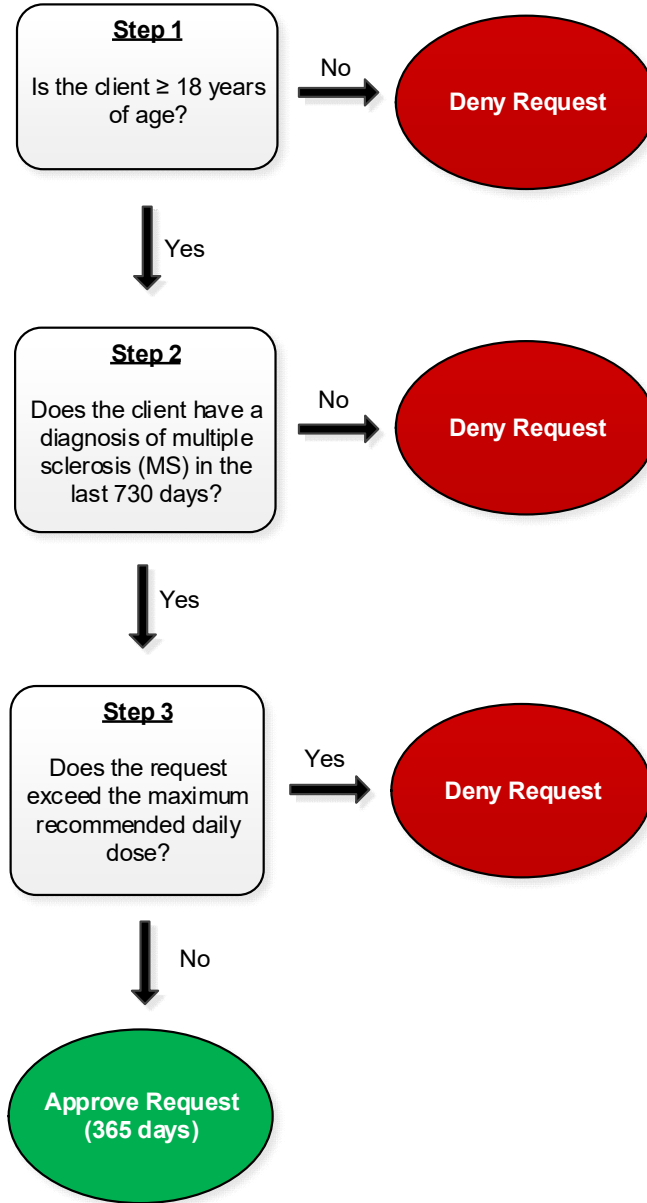 Step 1
Is the client ≥ 18 years
of age?
No
Deny Request
Yes
Step 2
Does the client have a
diagnosis of multiple
sclerosis (MS) in the
last 730 days?
No
Deny Request
Yes
Step 3
Does the request
exceed the maximum
recommended daily
dose?
Yes
Deny Request
No
Approve Request
(365 days)